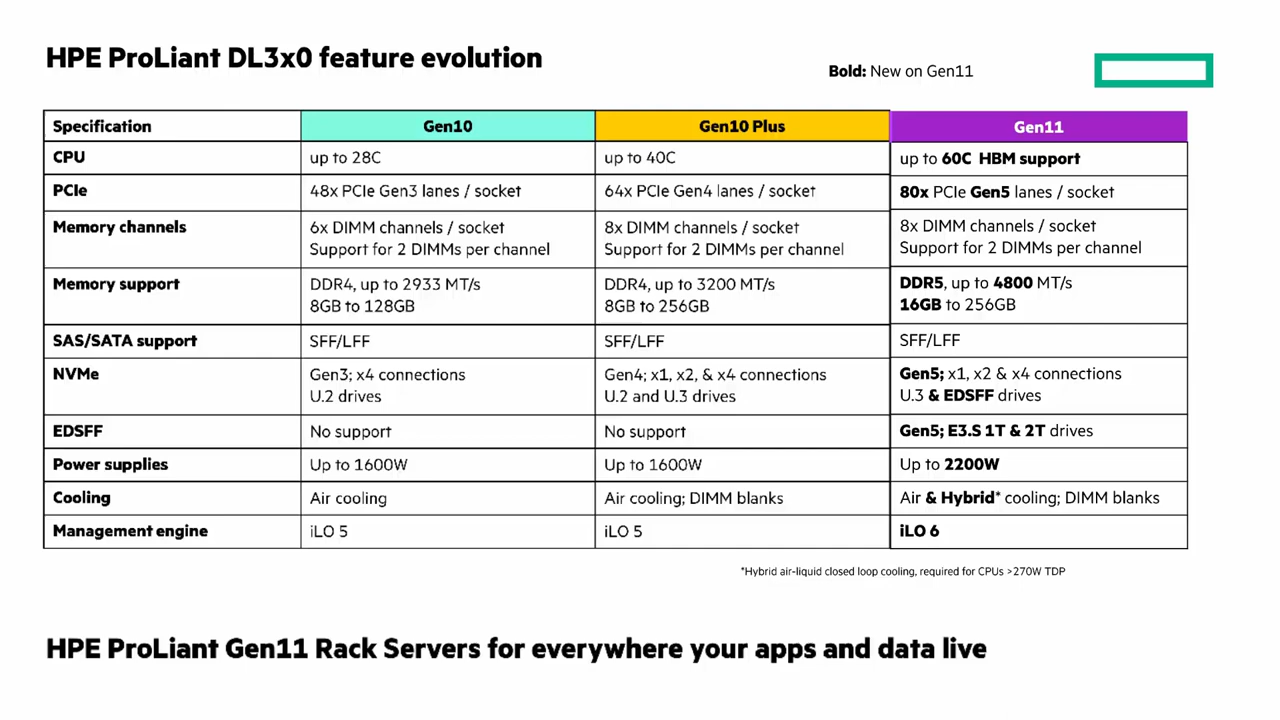 HPE ProLiant DL3x0 feature evolution
Bold: New on Gen11
Specification Gen10 Gen10 Plus Gen11
CPU up to 28C up to 40C up to 60C HBM support
PCIe 48x PCIe Gen3 lanes / socket 64x PCIe Gen4 lanes / socket 80x PCIe Gen5 lanes / socket
Memory channels 6x DIMM channels / socket 8x DIMM channels / socket 8x DIMM channels / socket
Support for 2 DIMMs per channel Support for 2 DIMMs per channel Support for 2 DIMMs per channel
Memory support DDR4, up to 2933 MT/s DDR4, up to 3200 MT/s DDR5, up to 4800 MT/s
8GB to 128GB 8GB to 256GB 16GB to 256GB
SAS/SATA support SFF/LFF SFF/LFF SFF/LFF
NVMe Gen3; x4 connections Gen4; x1, x2, & x4 connections Gen5; x1, x2 & x4 connections
U.2 drives U.2 and U.3 drives U.3 & EDSFF drives
EDSFF No support No support Gen5; E3.S 1T & 2T drives
Power supplies Up to 1600W Up to 1600W Up to 2200W
Cooling Air cooling Air cooling; DIMM blanks Air & Hybrid* cooling; DIMM blanks
Management engine iLO 5 iLO 5 iLO 6
*Hybrid air-liquid closed loop cooling, required for CPUs >270W TDP
HPE ProLiant Gen11 Rack Servers for everywhere your apps and data live